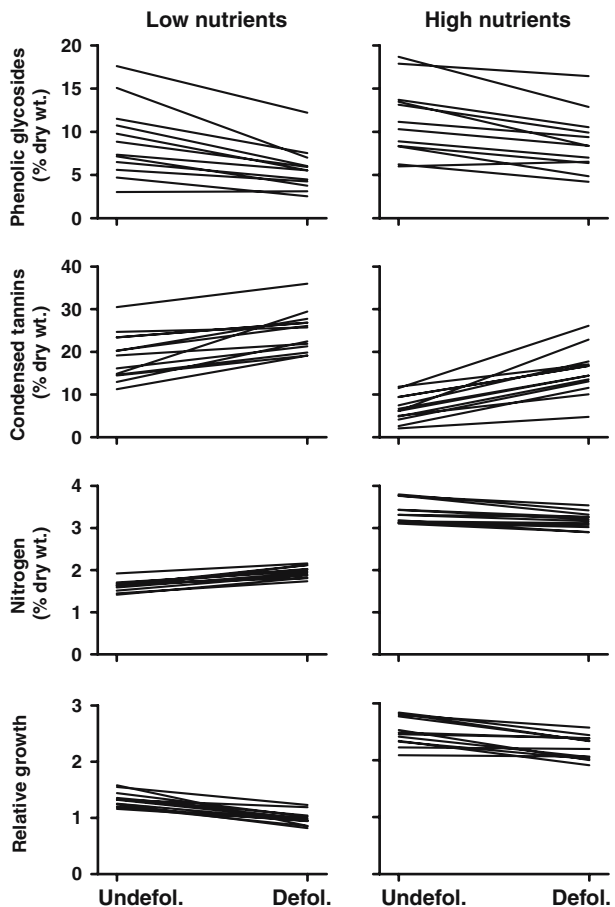 Low nutrients
High nutrients
Phenolic glycosides
(% dry wt.)
20
15
10
5
0
Condensed tannins
(% dry wt.)
40
30
20
10
0
Nitrogen
(% dry wt.)
4
3
2
1
0
Relative growth
3
2
1
0
Undefol.
Defol.
Undefol.
Defol.